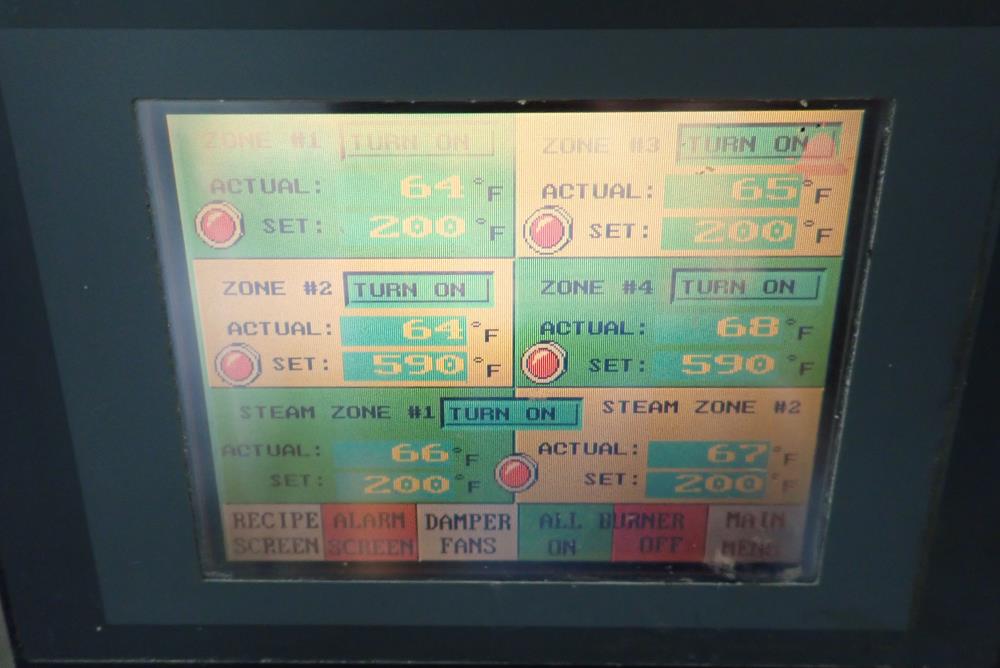 ZONE #1 TURN ON
ACTUAL: 64°F
SET: 200°F
ZONE #3 TURN ON
ACTUAL: 65°F
SET: 200°F
ZONE #2 TURN ON
ACTUAL: 64°F
SET: 590°F
ZONE #4 TURN ON
ACTUAL: 68°F
SET: 590°F
STEAM ZONE #1 TURN ON
ACTUAL: 66°F
SET: 200°F
STEAM ZONE #2
ACTUAL: 67°F
SET: 200°F
RECIPE SCREEN
ALARM SCREEN
DAMPER FANS
ALL BURNER
ON OFF
MAIN MENU